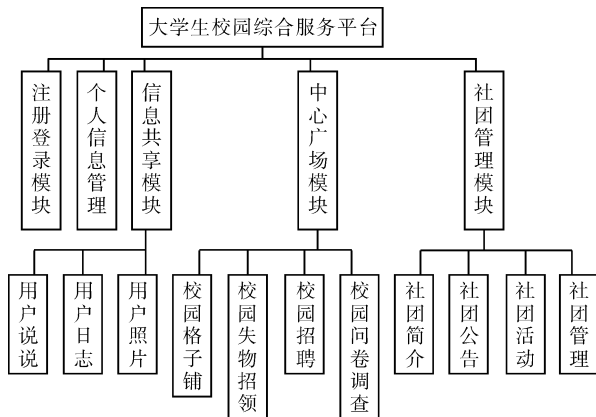 大学生校园综合服务平台
注册登录模块
个人信息管理
信息共享模块
中心广场模块
社团管理模块
用户说说
用户日志
用户照片
校园格子铺
校园失物招领
校园招聘
校园问卷调查
社团简介
社团公告
社团活动
社团管理